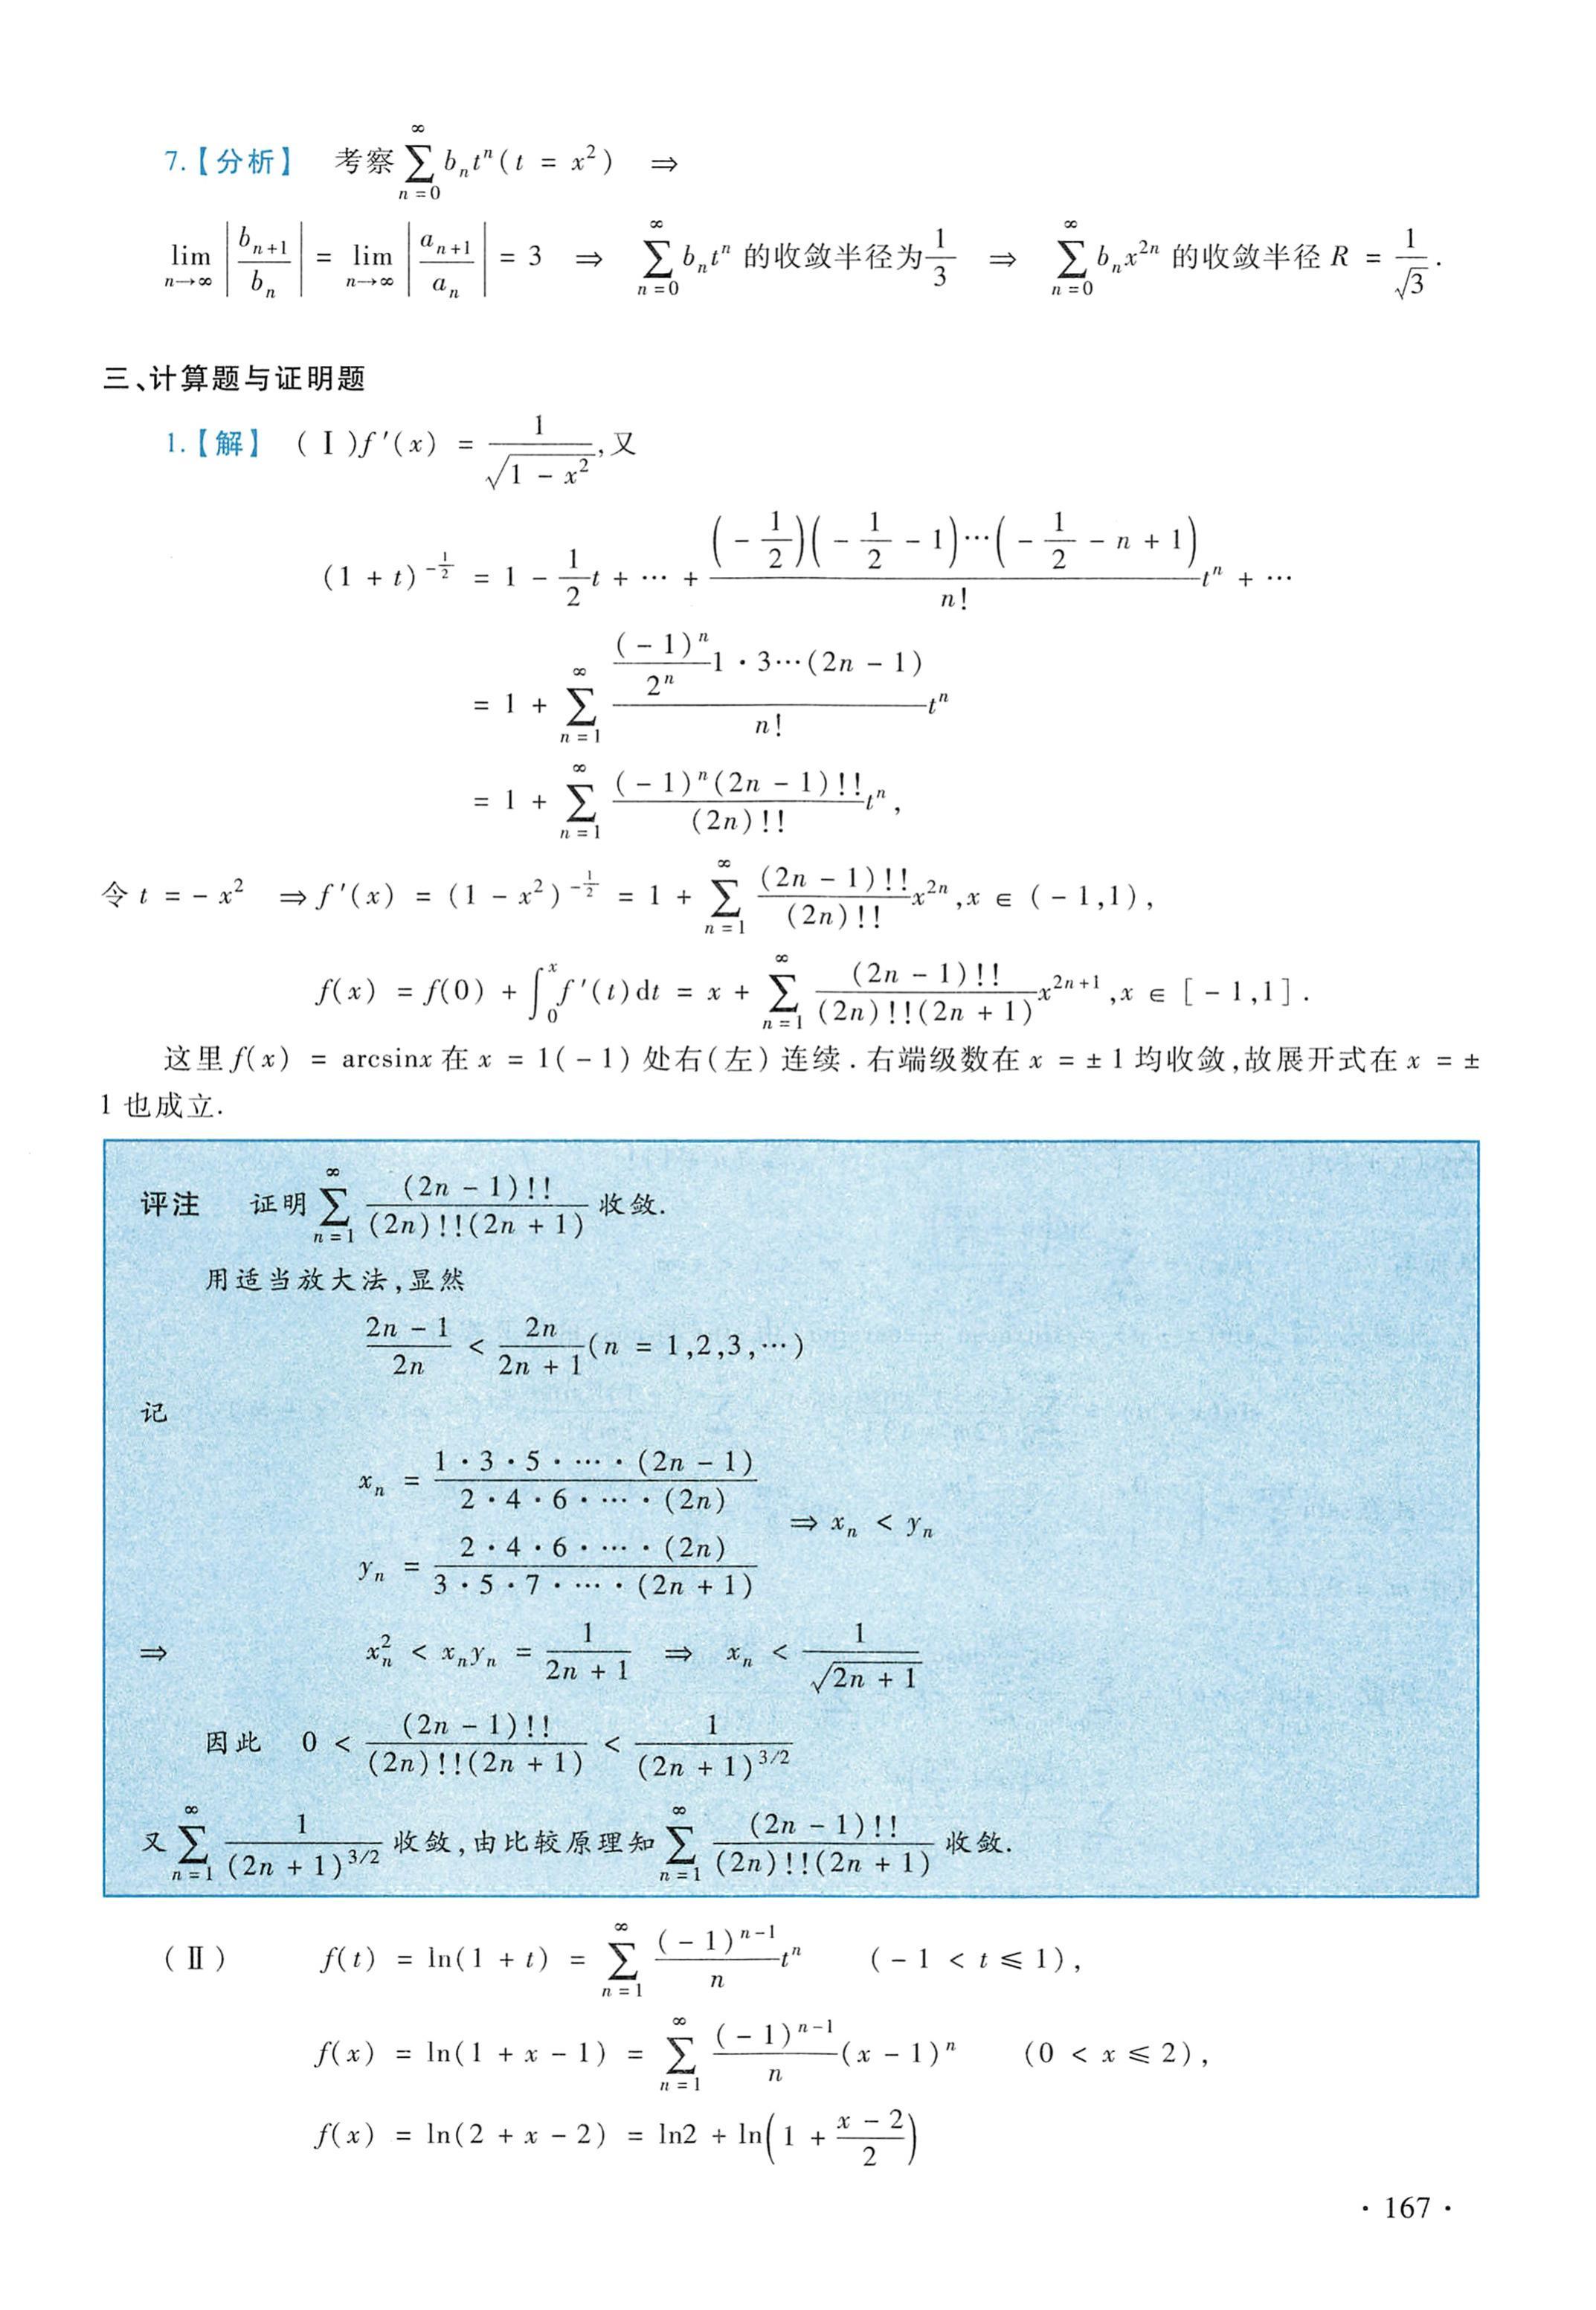 7.【分析】 考察 $\sum_{n=0}^{\infty} b_n t^n (t = x^2)$ ⇒
$\lim_{n\to\infty} \left|\frac{b_{n+1}}{b_n}\right| = \lim_{n\to\infty} \left|\frac{a_{n+1}}{a_n}\right| = 3$ ⇒ $\sum_{n=0}^{\infty} b_n t^n$ 的收敛半径为 $\frac{1}{3}$ ⇒ $\sum_{n=0}^{\infty} b_n x^{2n}$ 的收敛半径 $R = \frac{1}{\sqrt{3}}$.
三、计算题与证明题
1.【解】 (Ⅰ) $f'(x) = \frac{1}{\sqrt{1-x^2}}$,又
$(1+t)^{-\frac{1}{2}} = 1 - \frac{1}{2}t + \cdots + \frac{\left(-\frac{1}{2}\right)\left(-\frac{1}{2}-1\right)\cdots\left(-\frac{1}{2}-n+1\right)}{n!}t^n + \cdots$
$= 1 + \sum_{n=1}^{\infty} \frac{\frac{(-1)^n}{2^n} 1 \cdot 3 \cdots (2n-1)}{n!} t^n$
$= 1 + \sum_{n=1}^{\infty} \frac{(-1)^n (2n-1)!!}{(2n)!!} t^n,$
令 $t = -x^2$ ⇒ $f'(x) = (1-x^2)^{-\frac{1}{2}} = 1 + \sum_{n=1}^{\infty} \frac{(2n-1)!!}{(2n)!!} x^{2n}, x \in (-1,1),$
$f(x) = f(0) + \int_0^x f'(t)\mathrm{d}t = x + \sum_{n=1}^{\infty} \frac{(2n-1)!!}{(2n)!!(2n+1)} x^{2n+1}, x \in [-1,1].$
这里 $f(x) = \arcsin x$ 在 $x = 1(-1)$ 处右(左)连续.右端级数在 $x = \pm 1$ 均收敛,故展开式在 $x = \pm$
1 也成立.
评注 证明 $\sum_{n=1}^{\infty} \frac{(2n-1)!!}{(2n)!!(2n+1)}$ 收敛.
用适当放大法,显然
$\frac{2n-1}{2n} < \frac{2n}{2n+1} (n = 1,2,3,\cdots)$
记
$x_n = \frac{1 \cdot 3 \cdot 5 \cdot \cdots \cdot (2n-1)}{2 \cdot 4 \cdot 6 \cdot \cdots \cdot (2n)}$
⇒ $x_n < y_n$
$y_n = \frac{2 \cdot 4 \cdot 6 \cdot \cdots \cdot (2n)}{3 \cdot 5 \cdot 7 \cdot \cdots \cdot (2n+1)}$
⇒ $x_n^2 < x_n y_n = \frac{1}{2n+1}$ ⇒ $x_n < \frac{1}{\sqrt{2n+1}}$
因此 $0 < \frac{(2n-1)!!}{(2n)!!(2n+1)} < \frac{1}{(2n+1)^{3/2}}$
又 $\sum_{n=1}^{\infty} \frac{1}{(2n+1)^{3/2}}$ 收敛,由比较原理知 $\sum_{n=1}^{\infty} \frac{(2n-1)!!}{(2n)!!(2n+1)}$ 收敛.
(Ⅱ) $f(t) = \ln(1+t) = \sum_{n=1}^{\infty} \frac{(-1)^{n-1}}{n} t^n \quad (-1 < t \leqslant 1),$
$f(x) = \ln(1+x-1) = \sum_{n=1}^{\infty} \frac{(-1)^{n-1}}{n} (x-1)^n \quad (0 < x \leqslant 2),$
$f(x) = \ln(2+x-2) = \ln 2 + \ln\left(1 + \frac{x-2}{2}\right)$
· 167 ·